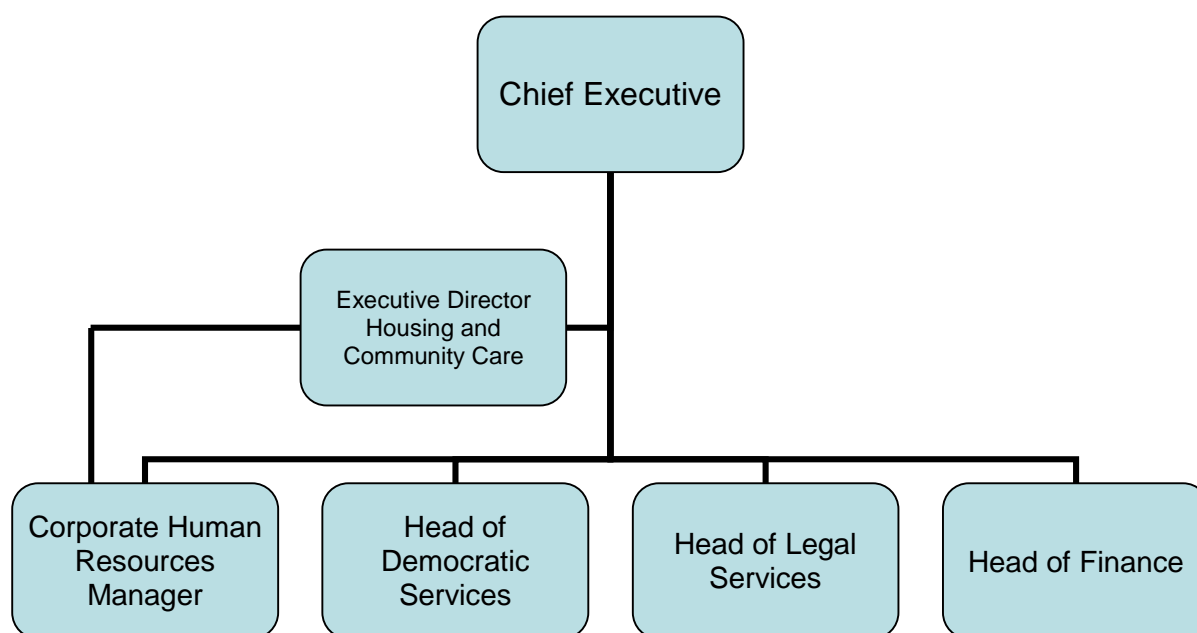 Chief Executive
Executive Director
Housing and
Community Care
Corporate Human
Resources
Manager
Head of
Democratic
Services
Head of Legal
Services
Head of Finance